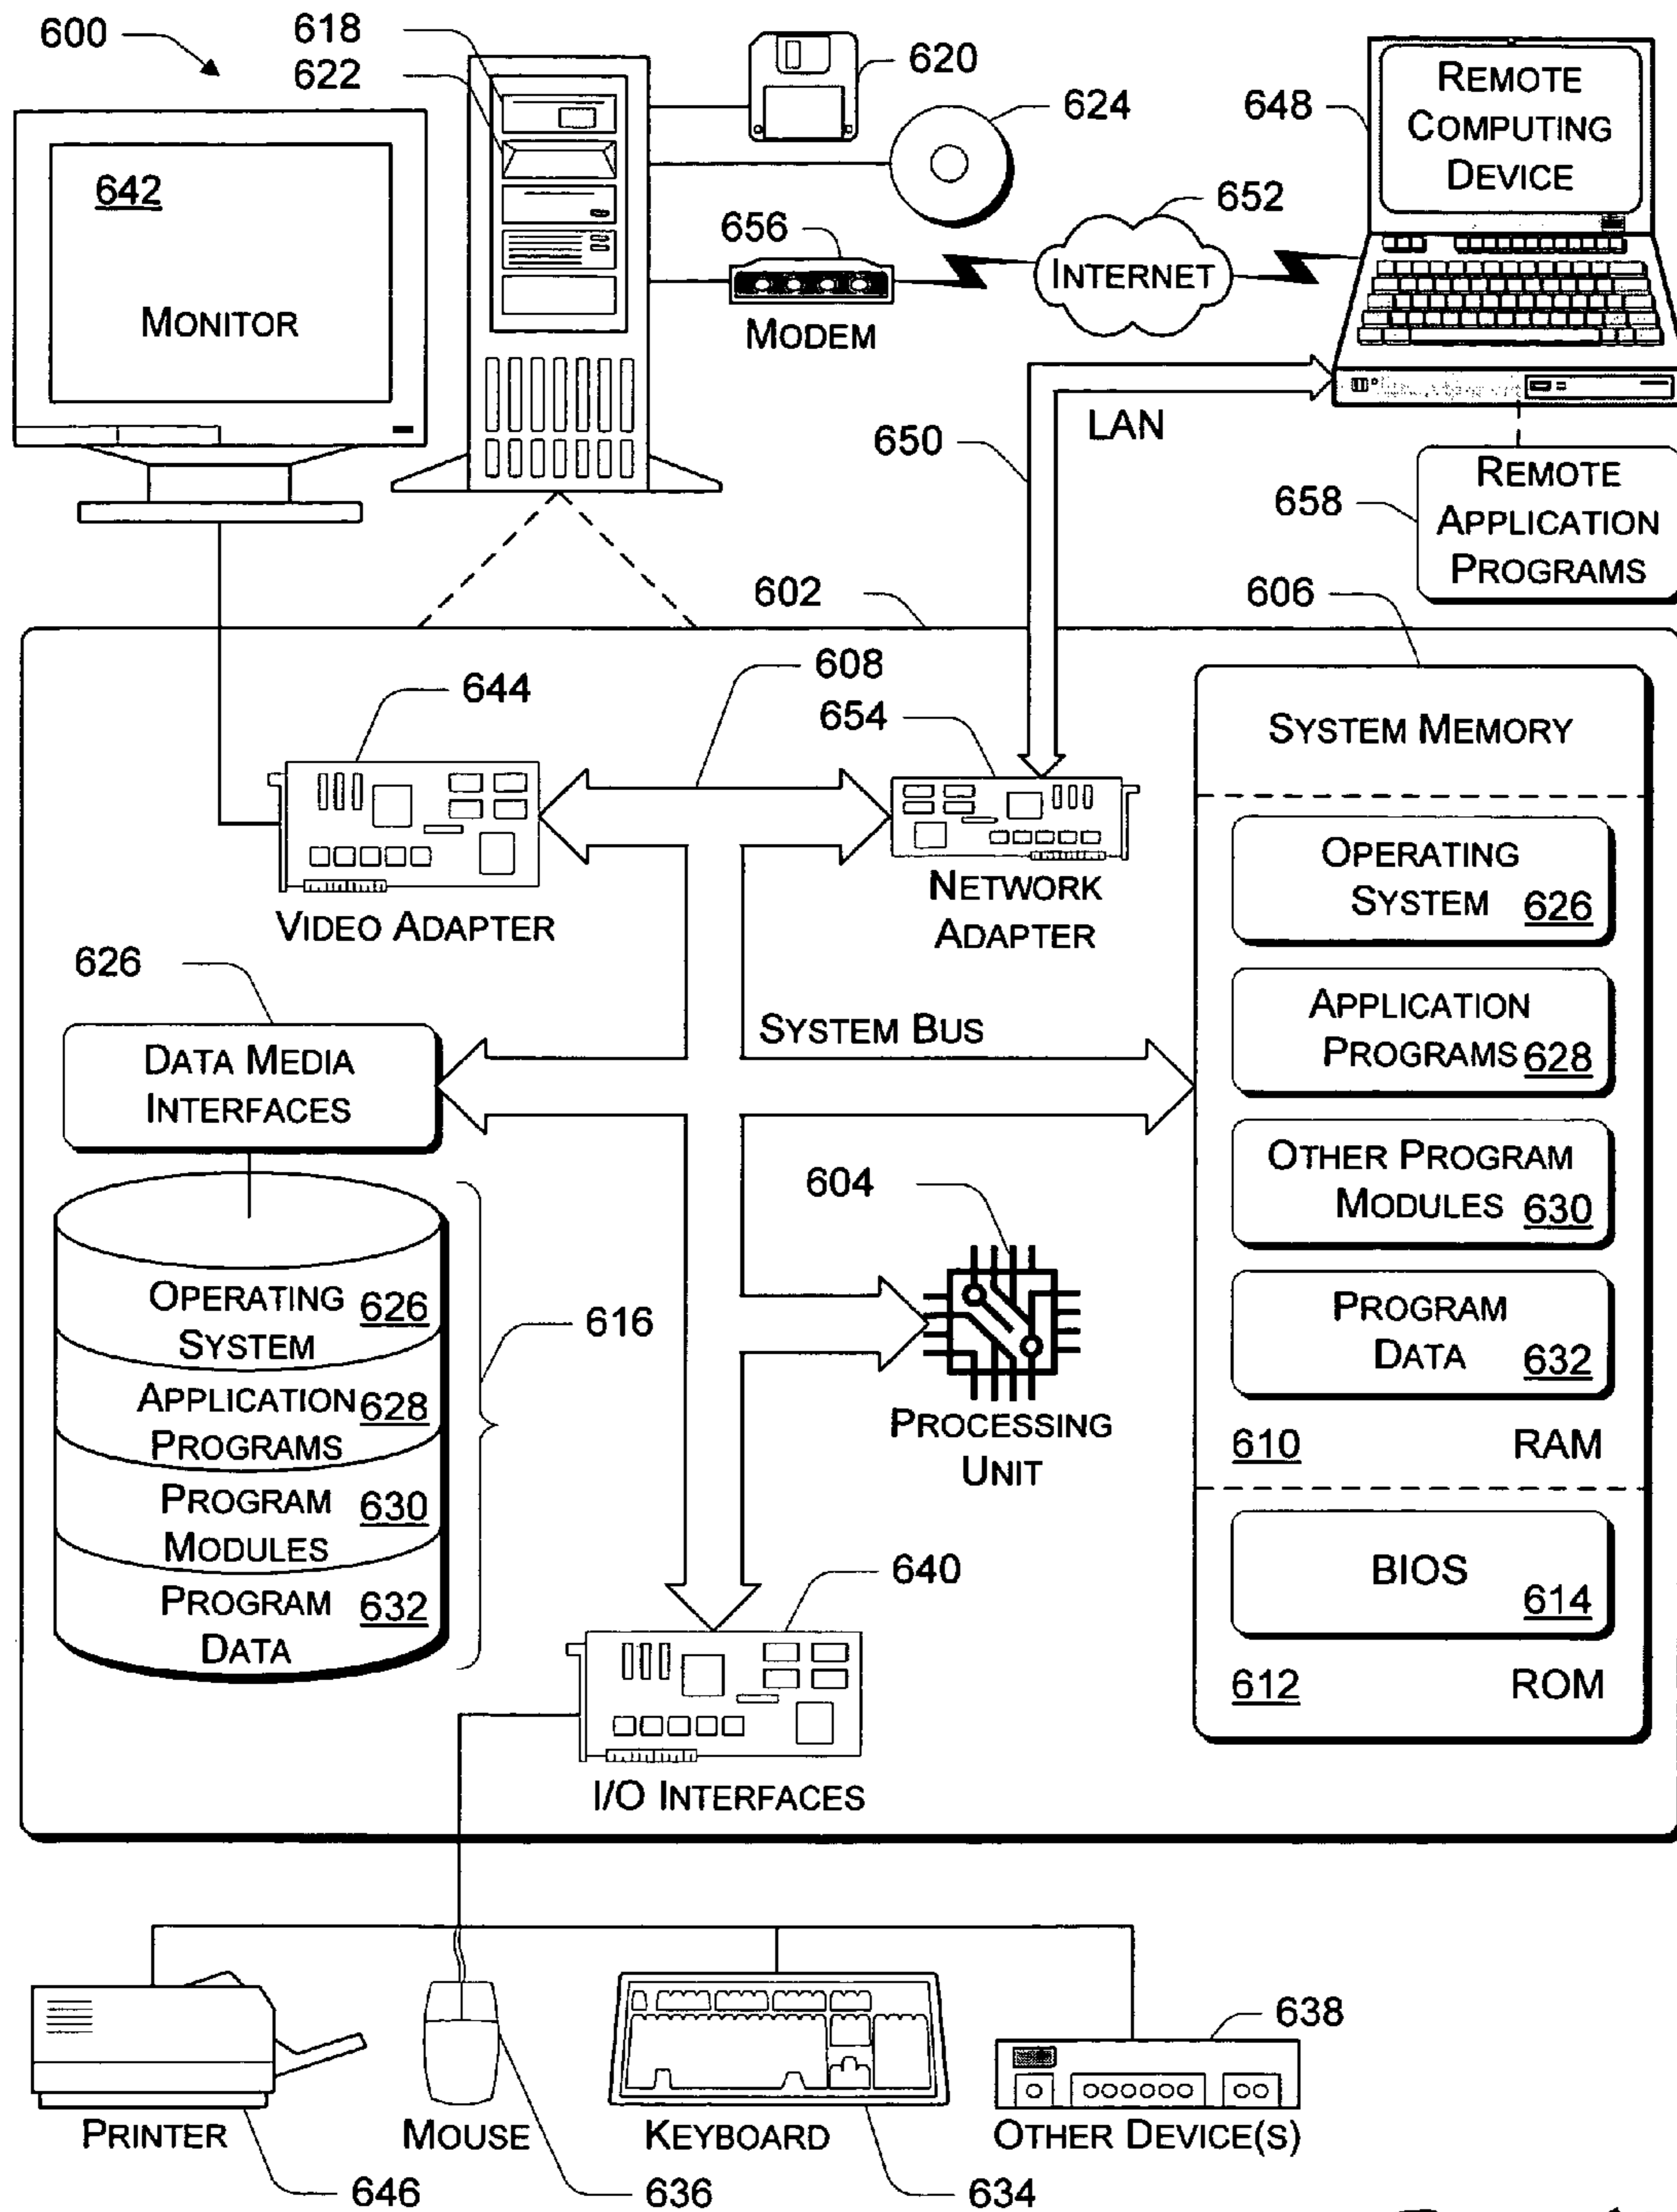 600
618
622
620
624
648
REMOTE
COMPUTING
DEVICE
642
MONITOR
656
MODEM
652
INTERNET
LAN
650
658
REMOTE
APPLICATION
PROGRAMS
602
606
608
644
654
VIDEO ADAPTER
NETWORK
ADAPTER
SYSTEM MEMORY
OPERATING
SYSTEM 626
APPLICATION
PROGRAMS 628
OTHER PROGRAM
MODULES 630
PROGRAM
DATA 632
610 RAM
BIOS
614
612 ROM
626
DATA MEDIA
INTERFACES
SYSTEM BUS
OPERATING 626
SYSTEM
APPLICATION 628
PROGRAMS
PROGRAM 630
MODULES
PROGRAM 632
DATA
616
604
PROCESSING
UNIT
640
I/O INTERFACES
638
PRINTER
MOUSE
KEYBOARD
OTHER DEVICE(S)
646
636
634